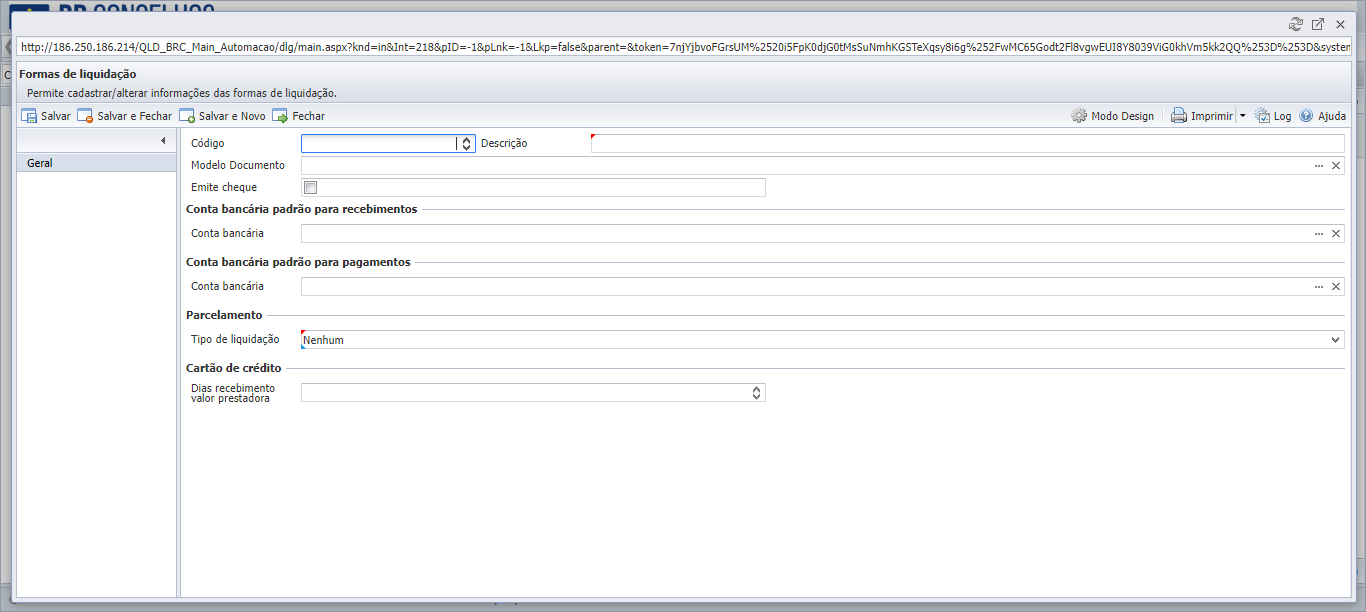 BR CONSELHOS
http://186.250.186.214/QLD_BRC_Main_Automacao/dlg/main.aspx?knd=in&Int=218&pID=-1&pLnk=-1&Lkp=false&parent=&token=7njYjbvoFGrsUM%2520i5FpK0djG0tMsSuNmhKGSTeXqsy8i6g%252FwMC65Godt2Fl8vgwEUI8Y8039ViG0khVm5kk2QQ%253D%253D&system
Formas de liquidação
Permite cadastrar/alterar informações das formas de liquidação.
Salvar Salvar e Fechar Salvar e Novo Fechar Modo Design Imprimir Log Ajuda
Geral
Código Descrição
Modelo Documento
Emite cheque
Conta bancária padrão para recebimentos
Conta bancária
Conta bancária padrão para pagamentos
Conta bancária
Parcelamento
Tipo de liquidação Nenhum
Cartão de crédito
Dias recebimento
valor prestadora